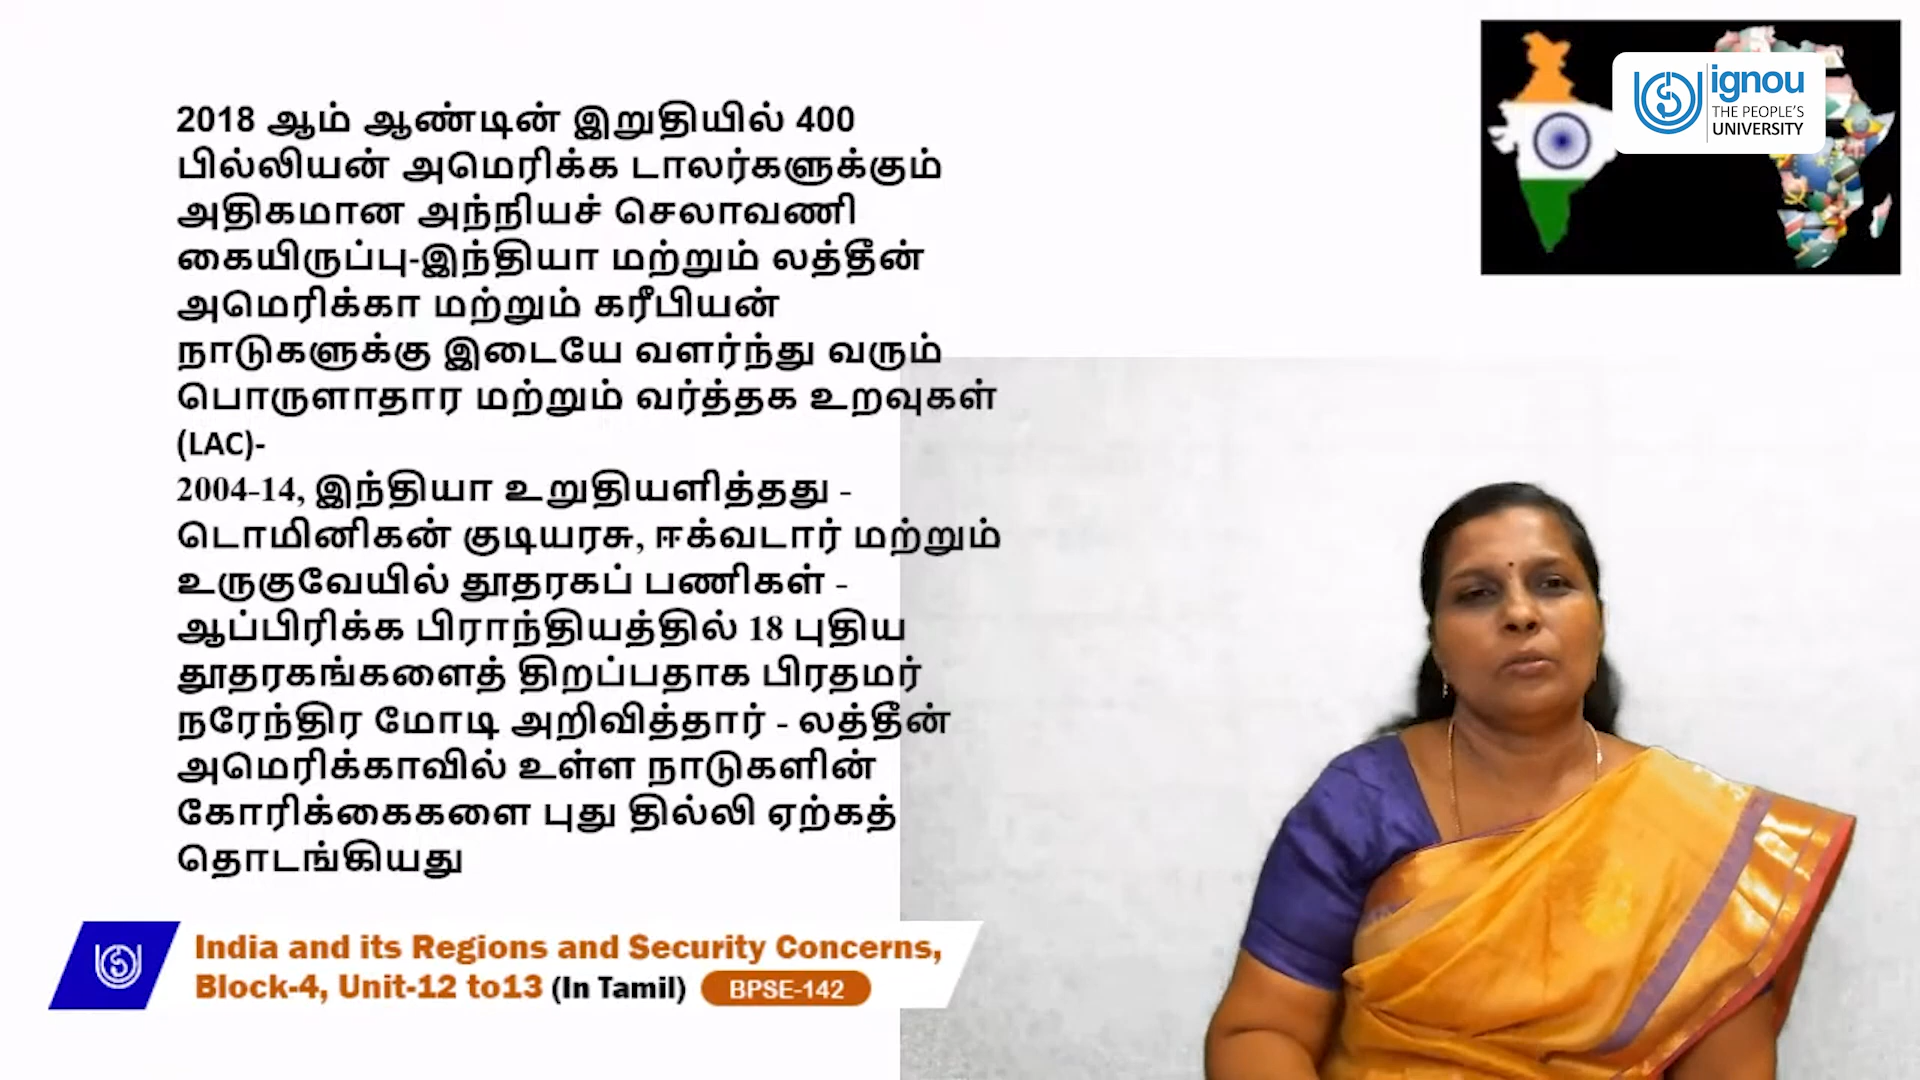 2018 ஆம் ஆண்டின் இறுதியில் 400
பில்லியன் அமெரிக்க டாலர்களுக்கும்
அதிகமான அந்நியச் செலாவணி
கையிருப்பு-இந்தியா மற்றும் லத்தீன்
அமெரிக்கா மற்றும் கரீபியன்
நாடுகளுக்கு இடையே வளர்ந்து வரும்
பொருளாதார மற்றும் வர்த்தக உறவுகள்
(LAC)-
2004-14, இந்தியா உறுதியளித்தது -
டொமினிகன் குடியரசு, ஈக்வடார் மற்றும்
உருகுவேயில் தூதரகப் பணிகள் -
ஆப்பிரிக்க பிராந்தியத்தில் 18 புதிய
தூதரகங்களைத் திறப்பதாக பிரதமர்
நரேந்திர மோடி அறிவித்தார் - லத்தீன்
அமெரிக்காவில் உள்ள நாடுகளின்
கோரிக்கைகளை புது தில்லி ஏற்கத்
தொடங்கியது
ignou
THE PEOPLE'S
UNIVERSITY
India and its Regions and Security Concerns,
Block-4, Unit-12 to13 (In Tamil) BPSE-142